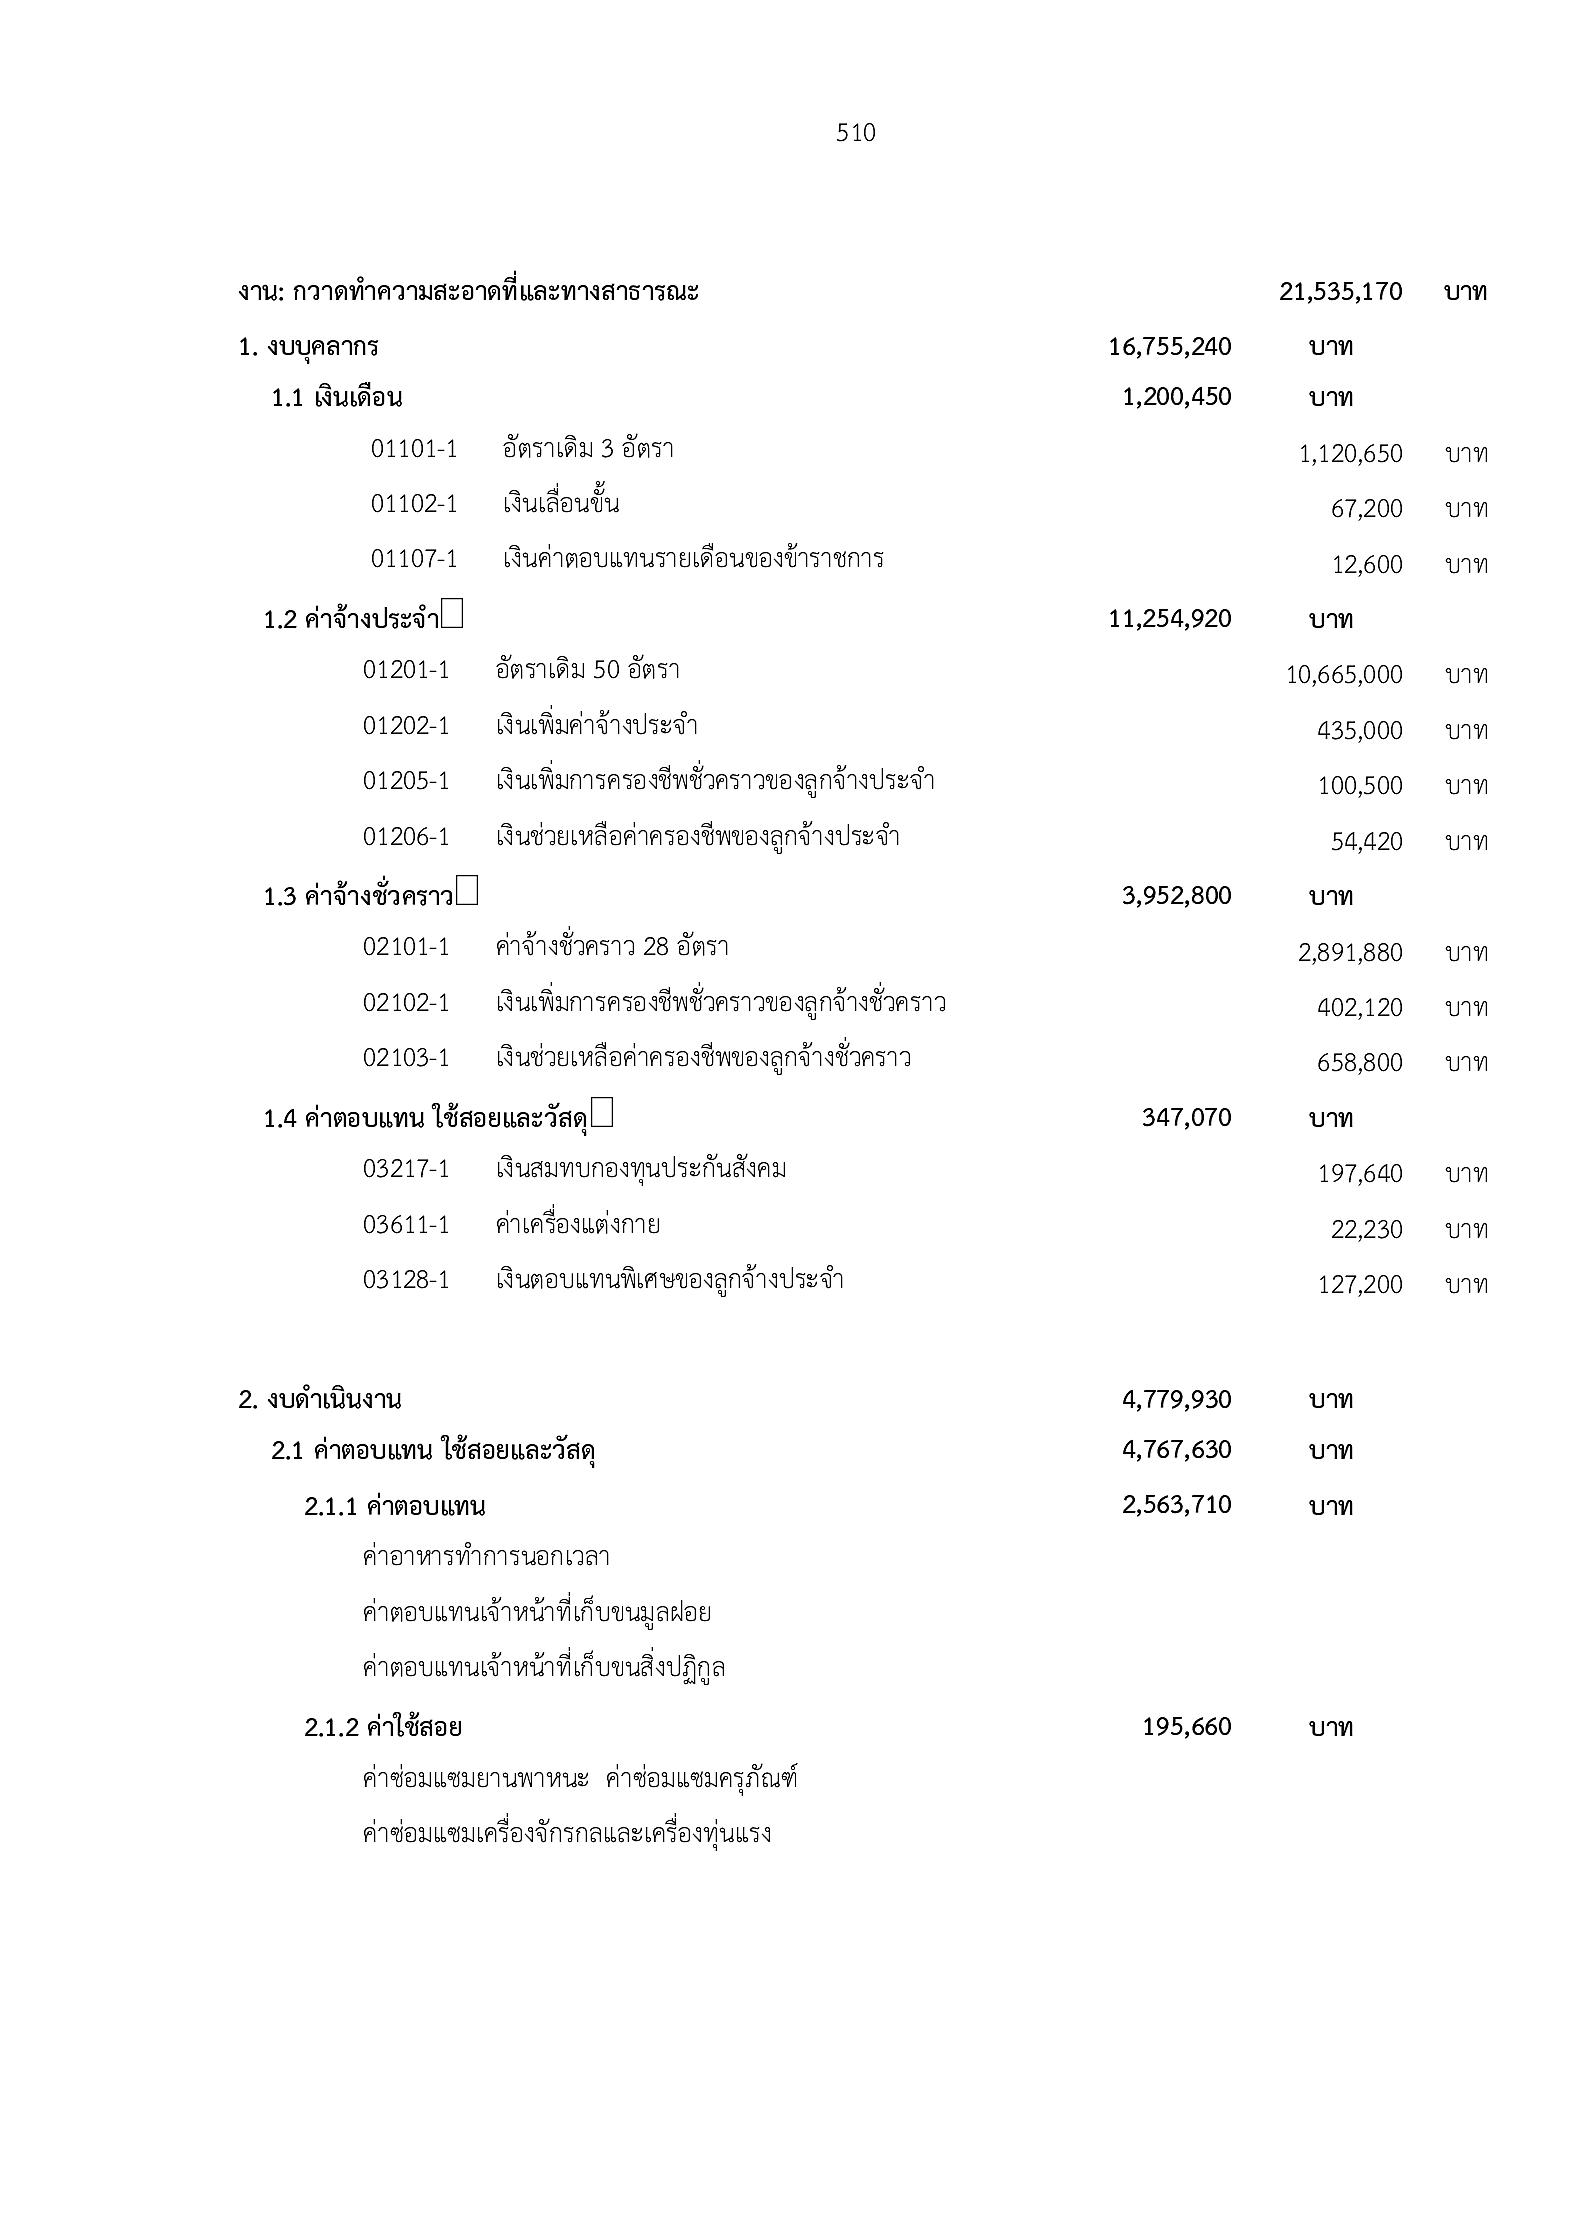 510
งาน: กวาดทำความสะอาดที่และทางสาธารณะ 21,535,170 บาท
1. งบบุคลากร 16,755,240 บาท
1.1 เงินเดือน 1,200,450 บาท
01101-1 อัตราเดิม 3 อัตรา 1,120,650 บาท
01102-1 เงินเลื่อนขั้น 67,200 บาท
01107-1 เงินค่าตอบแทนรายเดือนของข้าราชการ 12,600 บาท
1.2 ค่าจ้างประจำ 11,254,920 บาท
01201-1 อัตราเดิม 50 อัตรา 10,665,000 บาท
01202-1 เงินเพิ่มค่าจ้างประจำ 435,000 บาท
01205-1 เงินเพิ่มการครองชีพชั่วคราวของลูกจ้างประจำ 100,500 บาท
01206-1 เงินช่วยเหลือค่าครองชีพของลูกจ้างประจำ 54,420 บาท
1.3 ค่าจ้างชั่วคราว 3,952,800 บาท
02101-1 ค่าจ้างชั่วคราว 28 อัตรา 2,891,880 บาท
02102-1 เงินเพิ่มการครองชีพชั่วคราวของลูกจ้างชั่วคราว 402,120 บาท
02103-1 เงินช่วยเหลือค่าครองชีพของลูกจ้างชั่วคราว 658,800 บาท
1.4 ค่าตอบแทน ใช้สอยและวัสดุ 347,070 บาท
03217-1 เงินสมทบกองทุนประกันสังคม 197,640 บาท
03611-1 ค่าเครื่องแต่งกาย 22,230 บาท
03128-1 เงินตอบแทนพิเศษของลูกจ้างประจำ 127,200 บาท
2. งบดำเนินงาน 4,779,930 บาท
2.1 ค่าตอบแทน ใช้สอยและวัสดุ 4,767,630 บาท
2.1.1 ค่าตอบแทน 2,563,710 บาท
ค่าอาหารทำการนอกเวลา
ค่าตอบแทนเจ้าหน้าที่เก็บขนมูลฝอย
ค่าตอบแทนเจ้าหน้าที่เก็บขนสิ่งปฏิกูล
2.1.2 ค่าใช้สอย 195,660 บาท
ค่าซ่อมแซมยานพาหนะ ค่าซ่อมแซมครุภัณฑ์
ค่าซ่อมแซมเครื่องจักรกลและเครื่องทุ่นแรง